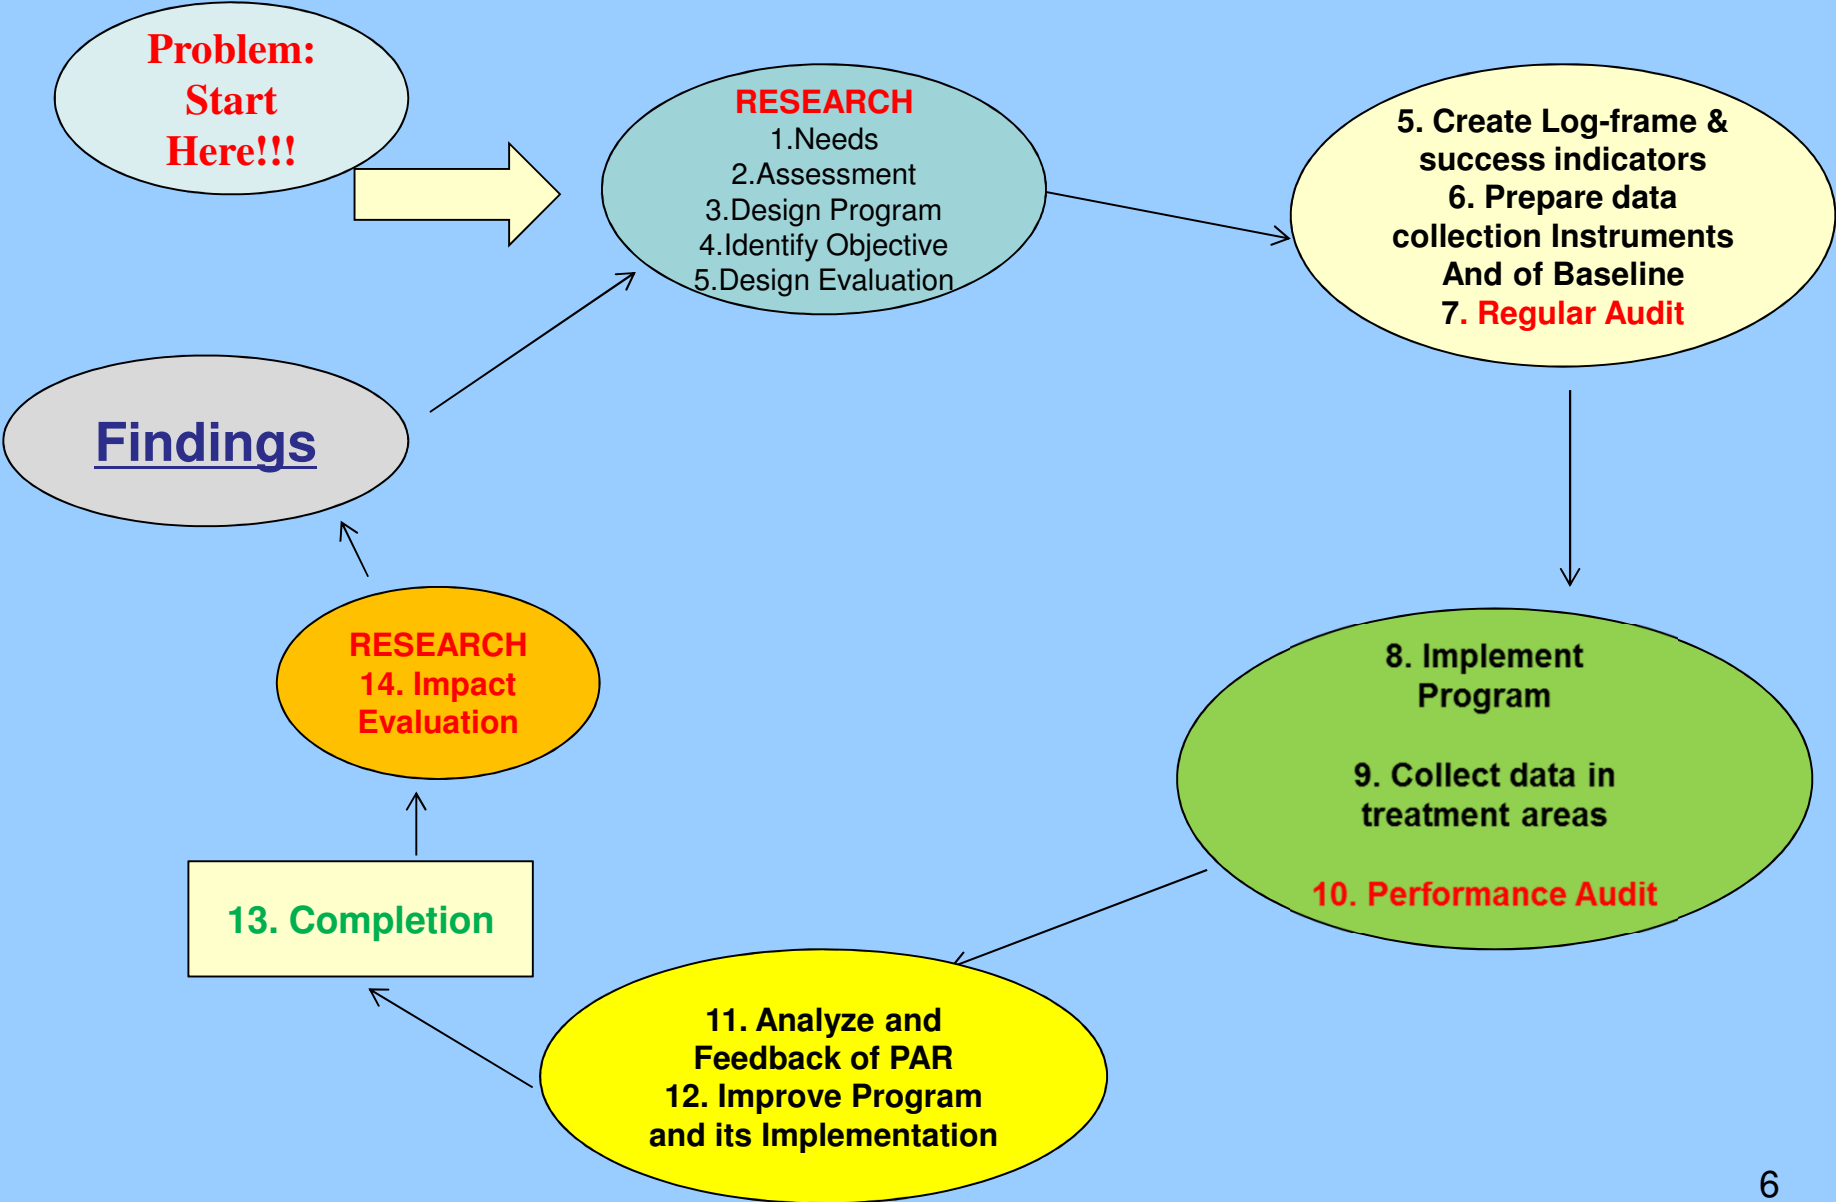 Problem:
Start
Here!!!
RESEARCH
1.Needs
2.Assessment
3.Design Program
4.Identify Objective
5.Design Evaluation
5. Create Log-frame &
success indicators
6. Prepare data
collection Instruments
And of Baseline
7. Regular Audit
8. Implement
Program
9. Collect data in
treatment areas
10. Performance Audit
11. Analyze and
Feedback of PAR
12. Improve Program
and its Implementation
13. Completion
RESEARCH
14. Impact
Evaluation
Findings
6